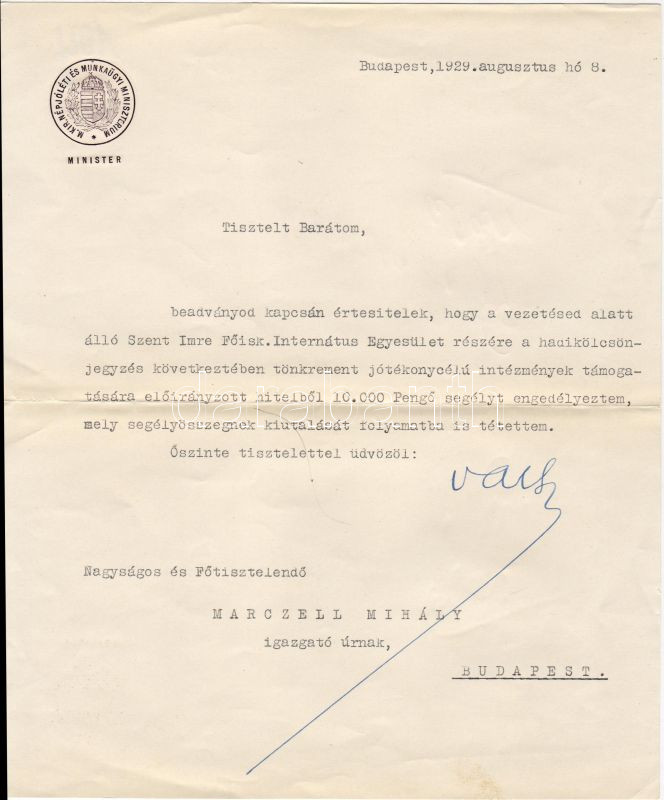 Budapest,1929.augusztus hó 8.
M. KIR. NÉPJÓLÉTI ÉS MUNKAÜGYI MINISZTERIUM
MINISTER
Tisztelt Barátom,
beadványod kapcsán értesitelek, hogy a vezetésed alatt
álló Szent Imre Főisk.Internátus Egyesület részére a hadikölcsön-
jegyzés következtében tönkrement jótékonycélú intézmények támoga-
tására előirányzott hitelből 10.000 Pengő segélyt engedélyeztem,
mely segélyösszegnek kiutalását folyamatba is tétettem.
Őszinte tisztelettel üdvözöl:
Nagyságos és Főtisztelendő
MARCZELL MIHÁLY
igazgató úrnak,
BUDAPEST.
darabanth